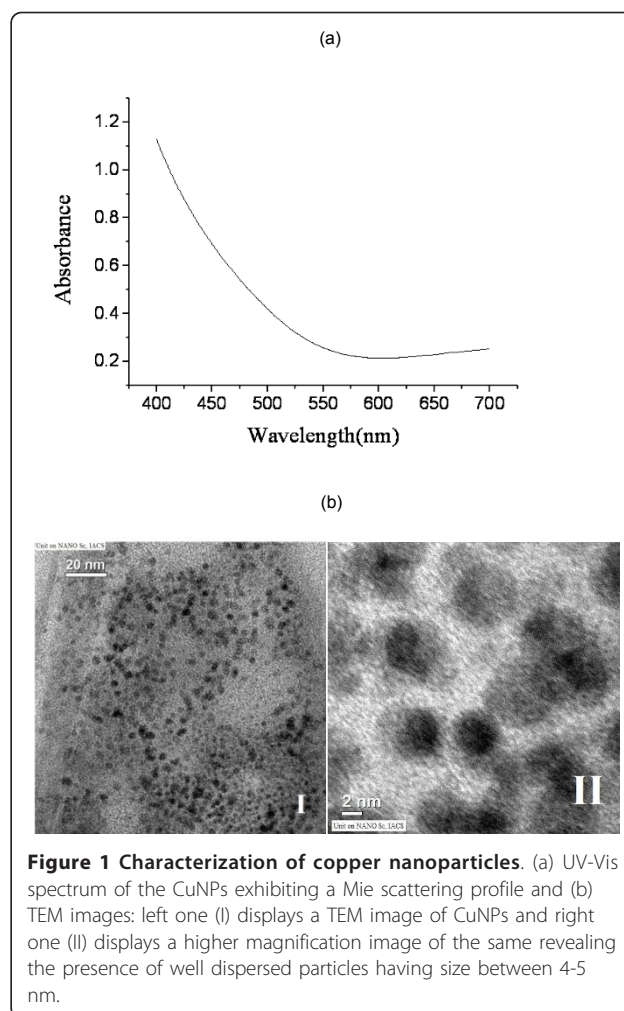 (a)
1.2
1.0
0.8
0.6
0.4
0.2
Absorbance
400 450 500 550 600 650 700
Wavelength(nm)
(b)
Unit on NANO Sc, IACS
20 nm
I
2 nm
Unit on NANO Sc, IACS
II
Figure 1 Characterization of copper nanoparticles. (a) UV-Vis
spectrum of the CuNPs exhibiting a Mie scattering profile and (b)
TEM images: left one (I) displays a TEM image of CuNPs and right
one (II) displays a higher magnification image of the same revealing
the presence of well dispersed particles having size between 4-5
nm.